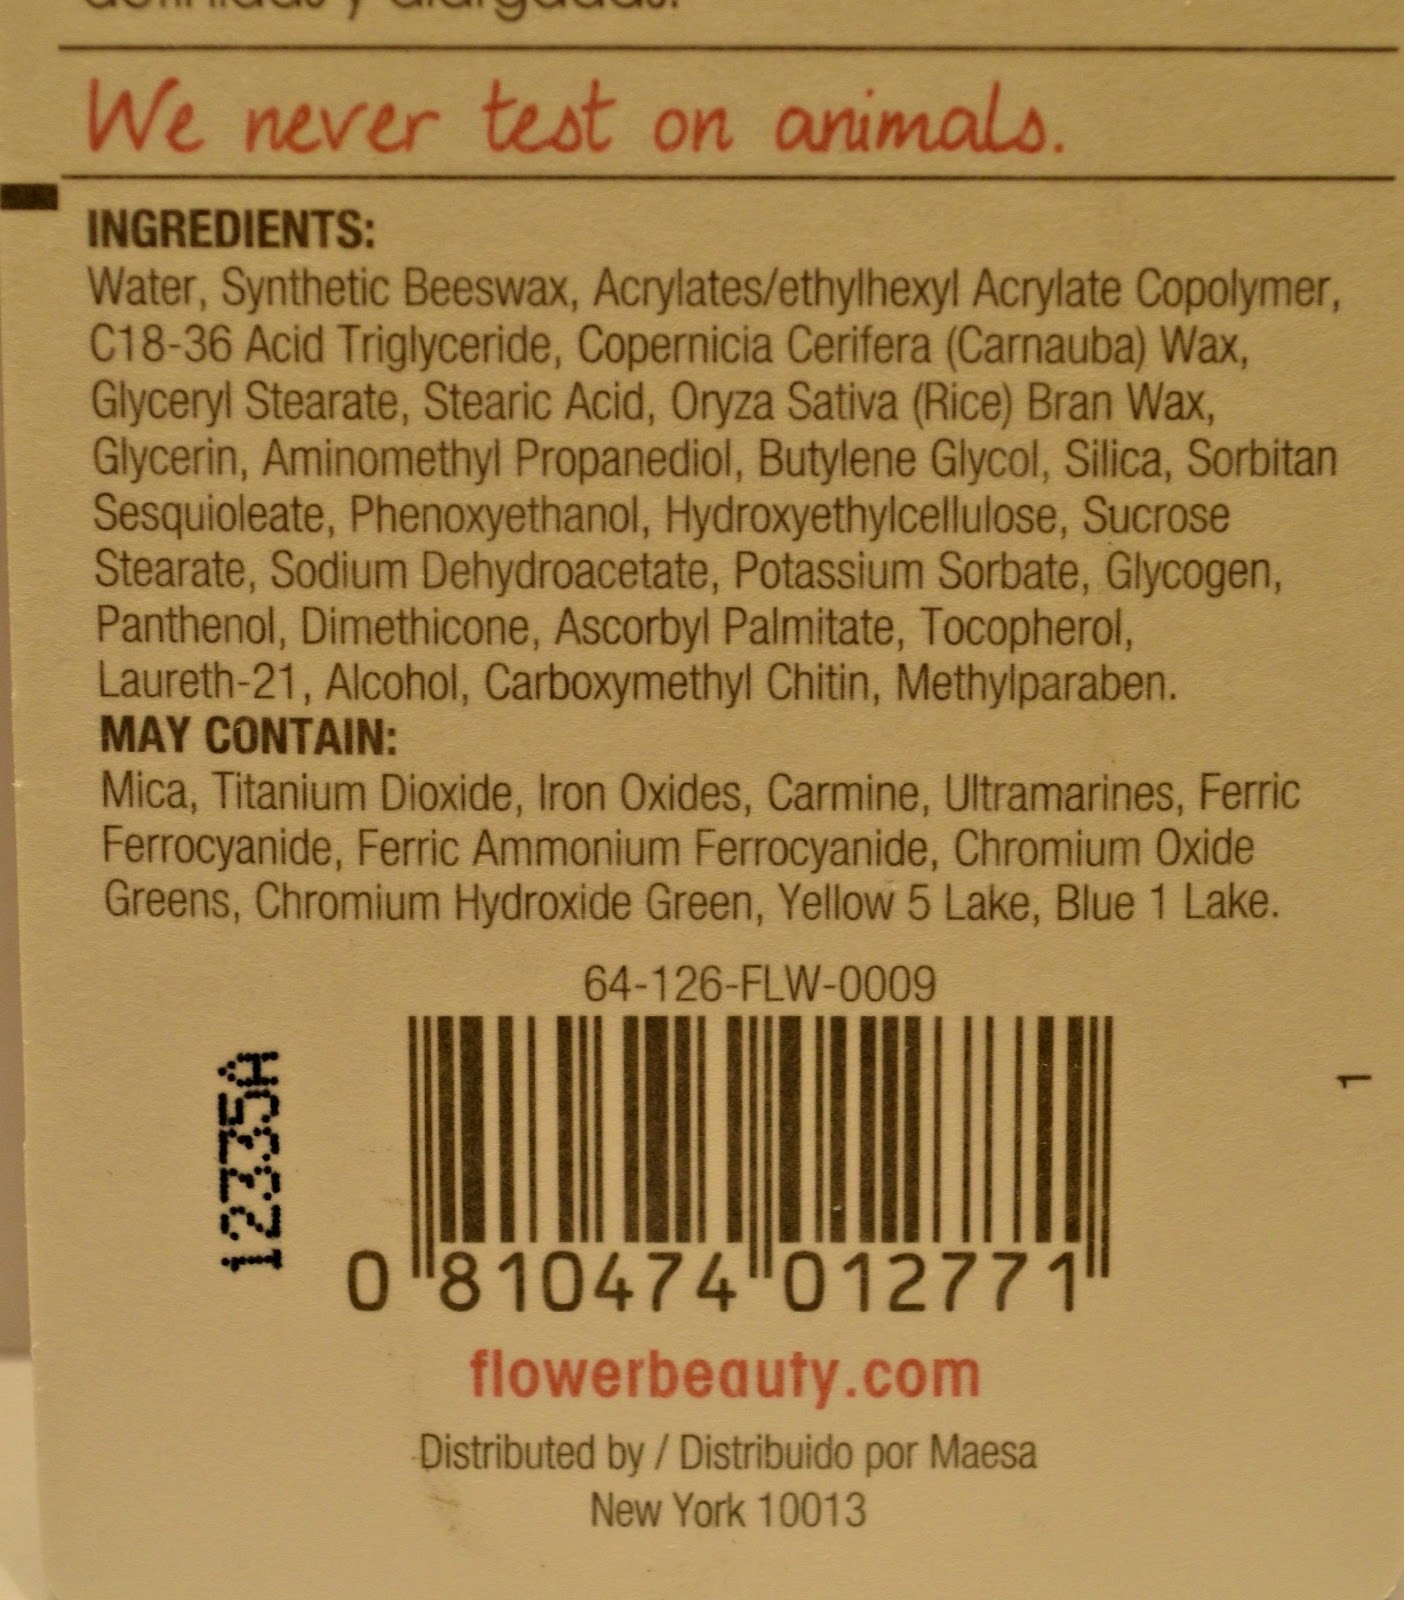 definidas y alargadas.
We never test on animals.
INGREDIENTS:
Water, Synthetic Beeswax, Acrylates/ethylhexyl Acrylate Copolymer,
C18-36 Acid Triglyceride, Copernicia Cerifera (Carnauba) Wax,
Glyceryl Stearate, Stearic Acid, Oryza Sativa (Rice) Bran Wax,
Glycerin, Aminomethyl Propanediol, Butylene Glycol, Silica, Sorbitan
Sesquioleate, Phenoxyethanol, Hydroxyethylcellulose, Sucrose
Stearate, Sodium Dehydroacetate, Potassium Sorbate, Glycogen,
Panthenol, Dimethicone, Ascorbyl Palmitate, Tocopherol,
Laureth-21, Alcohol, Carboxymethyl Chitin, Methylparaben.
MAY CONTAIN:
Mica, Titanium Dioxide, Iron Oxides, Carmine, Ultramarines, Ferric
Ferrocyanide, Ferric Ammonium Ferrocyanide, Chromium Oxide
Greens, Chromium Hydroxide Green, Yellow 5 Lake, Blue 1 Lake.
64-126-FLW-0009
12335A
1
0 810474 012771
flowerbeauty.com
Distributed by / Distribuido por Maesa
New York 10013